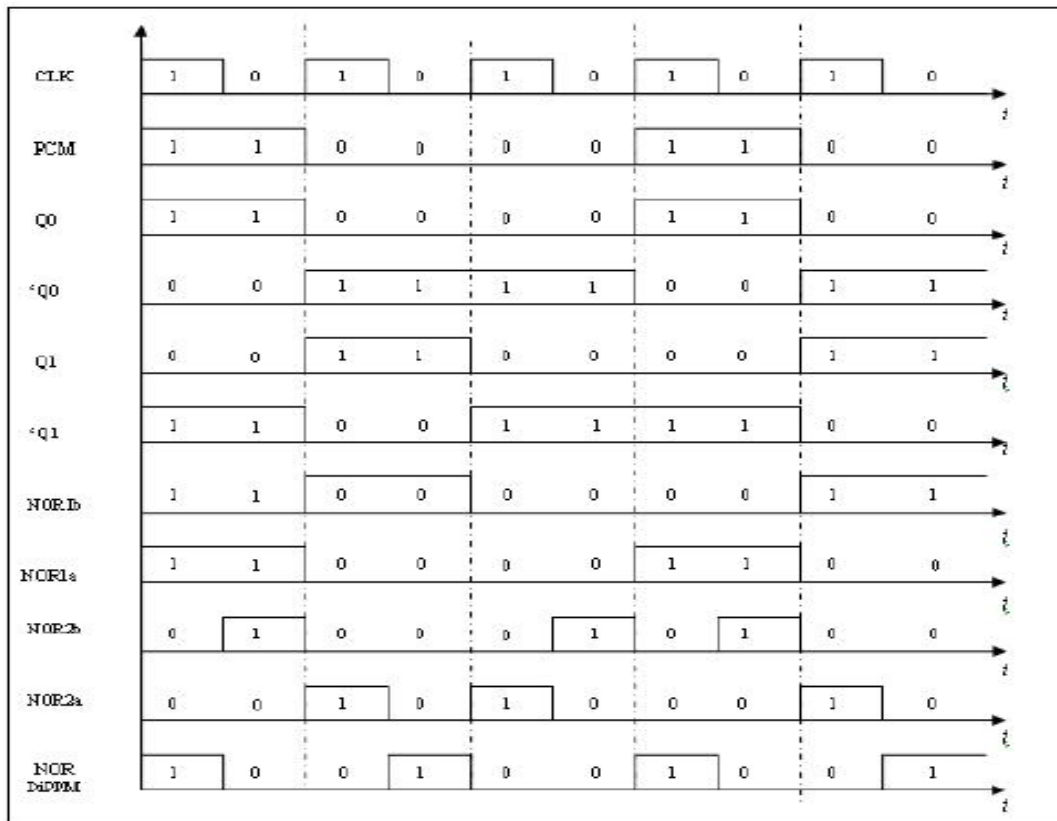 CLK 1 0 1 0 1 0 1 0 1 0
t
PCM 1 1 0 0 0 0 1 1 0 0
t
Q0 1 1 0 0 0 0 1 1 0 0
t
‘Q0 0 0 1 1 1 1 0 0 1 1
t
Q1 0 0 1 1 0 0 0 0 1 1
t
‘Q1 1 1 0 0 1 1 1 1 0 0
t
NOR1b 1 1 0 0 0 0 0 0 1 1
t
NOR1a 1 1 0 0 0 0 1 1 0 0
t
NOR2b 0 1 0 0 0 1 0 1 0 0
t
NOR2a 0 0 1 0 1 0 0 0 1 0
t
NOR 1 0 0 1 0 0 1 0 0 1
DiPPM
t